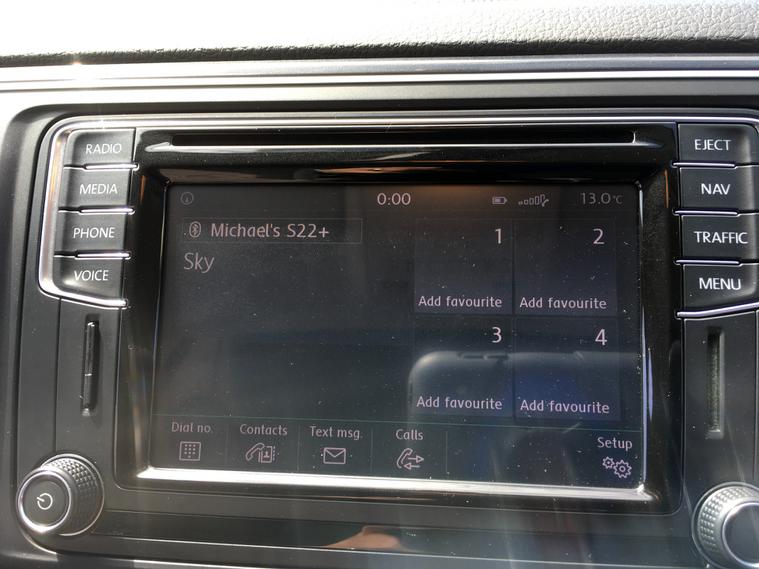 RADIO
MEDIA
PHONE
VOICE
EJECT
NAV
TRAFFIC
MENU
0:00
13.0°C
Michael's S22+
Sky
1
2
Add favourite
Add favourite
3
4
Add favourite
Add favourite
Dial no.
Contacts
Text msg.
Calls
Setup